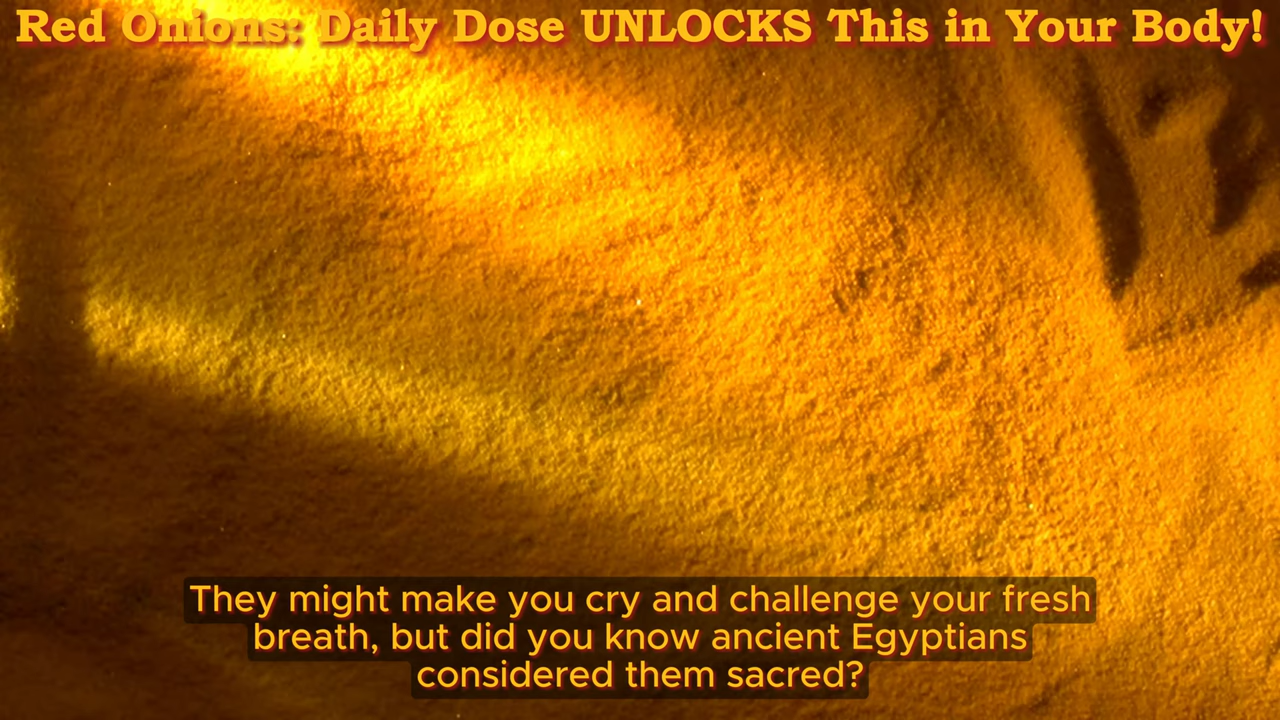 Red Onions: Daily Dose UNLOCKS This in Your Body!
They might make you cry and challenge your fresh
breath, but did you know ancient Egyptians
considered them sacred?